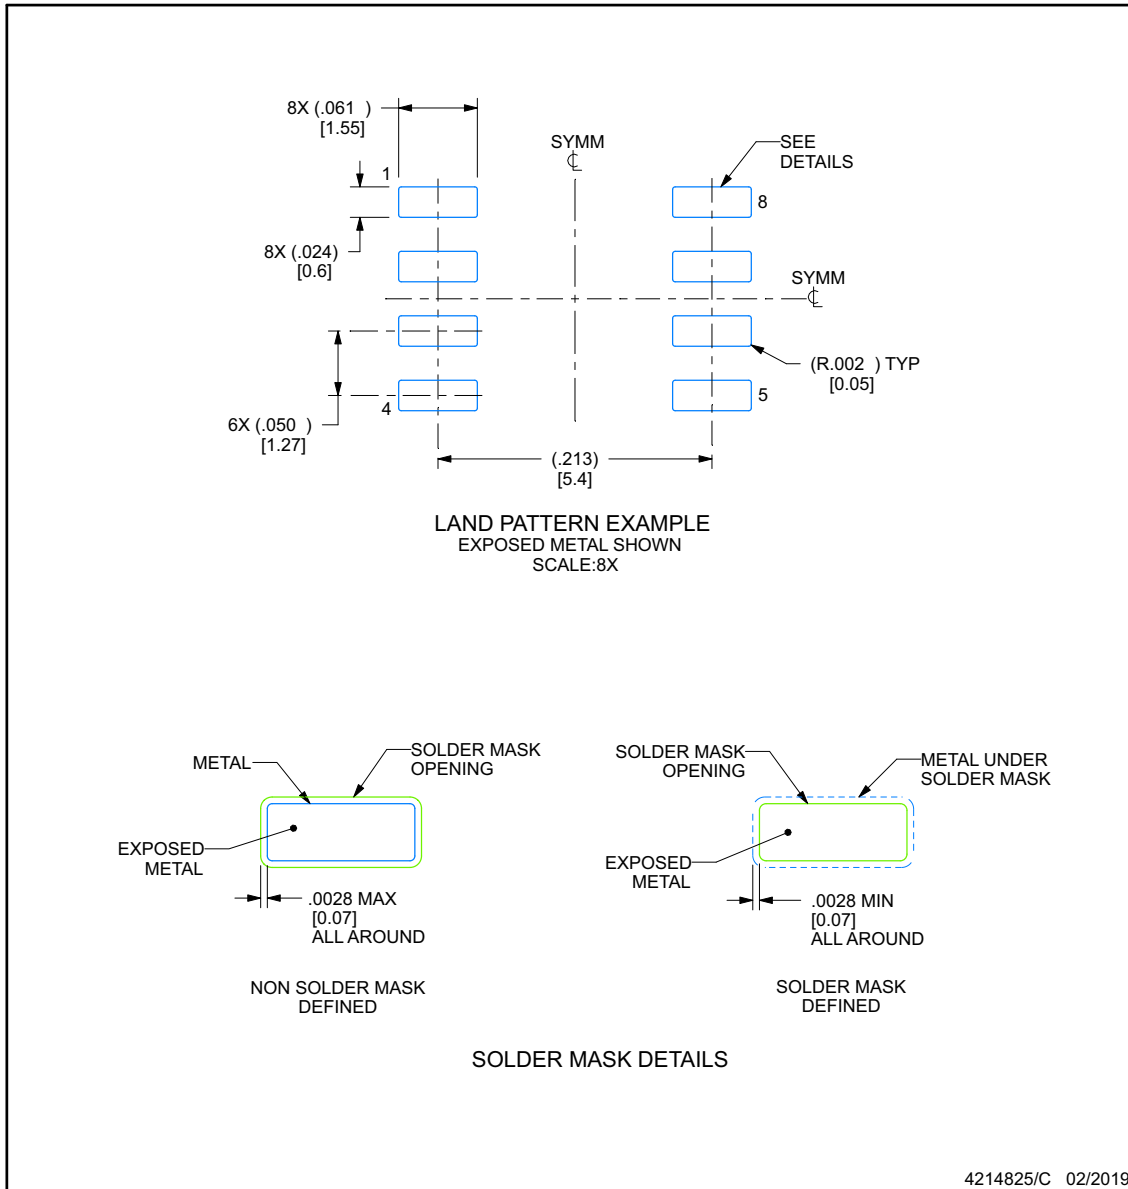 8X (.061 )
[1.55]
SYMM
SEE
DETAILS
1
8
8X (.024)
[0.6]
SYMM
(R.002 ) TYP
[0.05]
4
5
6X (.050 )
[1.27]
(.213)
[5.4]
LAND PATTERN EXAMPLE
EXPOSED METAL SHOWN
SCALE:8X
METAL
SOLDER MASK
OPENING
EXPOSED
METAL
.0028 MAX
[0.07]
ALL AROUND
NON SOLDER MASK
DEFINED
SOLDER MASK
OPENING
METAL UNDER
SOLDER MASK
EXPOSED
METAL
.0028 MIN
[0.07]
ALL AROUND
SOLDER MASK
DEFINED
SOLDER MASK DETAILS
4214825/C 02/2019